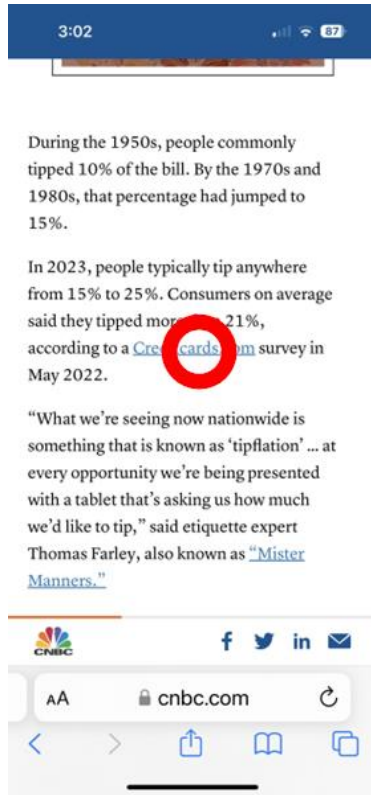 3:02
87
During the 1950s, people commonly
tipped 10% of the bill. By the 1970s and
1980s, that percentage had jumped to
15%.
In 2023, people typically tip anywhere
from 15% to 25%. Consumers on average
said they tipped 21%,
according to a cards survey in
May 2022.
“What we’re seeing now nationwide is
something that is known as ‘tipflation’ ... at
every opportunity we’re being presented
with a tablet that’s asking us how much
we’d like to tip,” said etiquette expert
Thomas Farley, also known as “Mister
Manners.”
CNBC
f in
AA cnbc.com